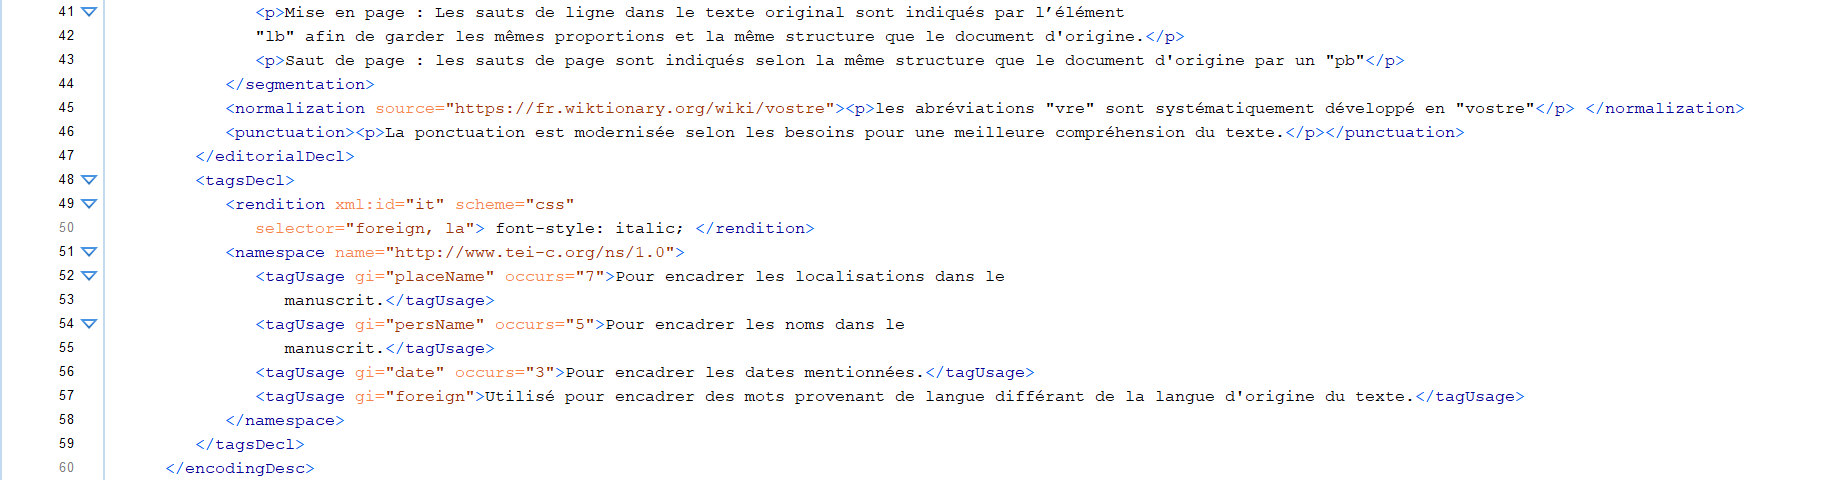 41 <p>Mise en page : Les sauts de ligne dans le texte original sont indiqués par l’élément
42 "lb" afin de garder les mêmes proportions et la même structure que le document d'origine.</p>
43 <p>Saut de page : les sauts de page sont indiqués selon la même structure que le document d'origine par un "pb"</p>
44 </segmentation>
45 <normalization source="https://fr.wiktionary.org/wiki/vostre"><p>les abréviations "vre" sont systématiquement développé en "vostre"</p> </normalization>
46 <punctuation><p>La ponctuation est modernisée selon les besoins pour une meilleure compréhension du texte.</p></punctuation>
47 </editorialDecl>
48 <tagsDecl>
49 <rendition xml:id="it" scheme="css"
50 selector="foreign, la"> font-style: italic; </rendition>
51 <namespace name="http://www.tei-c.org/ns/1.0">
52 <tagUsage gi="placeName" occurs="7">Pour encadrer les localisations dans le
53 manuscrit.</tagUsage>
54 <tagUsage gi="persName" occurs="5">Pour encadrer les noms dans le
55 manuscrit.</tagUsage>
56 <tagUsage gi="date" occurs="3">Pour encadrer les dates mentionnées.</tagUsage>
57 <tagUsage gi="foreign">Utilisé pour encadrer des mots provenant de langue différant de la langue d'origine du texte.</tagUsage>
58 </namespace>
59 </tagsDecl>
60 </encodingDesc>